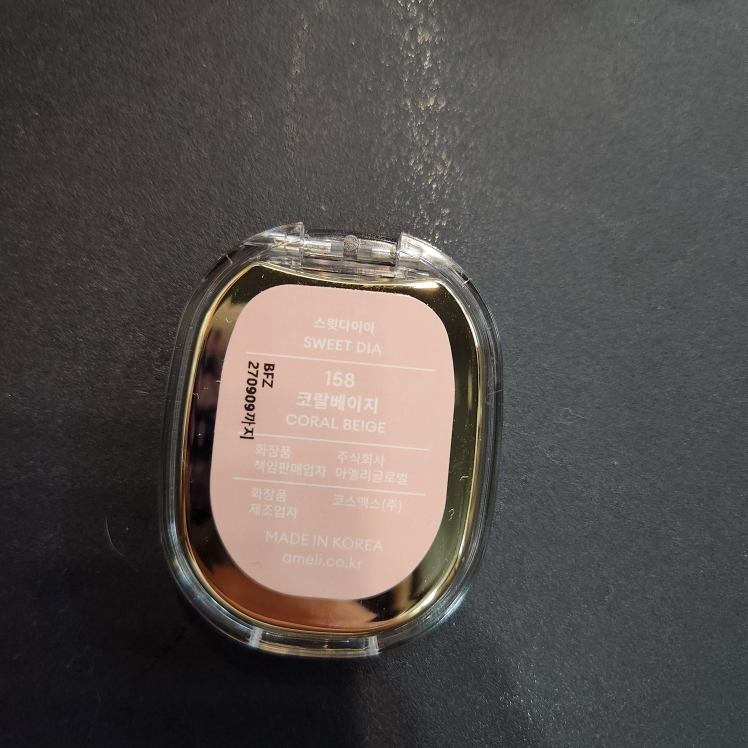 스윗다이아
SWEET DIA
158
코랄베이지
CORAL BEIGE
BFZ
270909까지
화장품 주식회사
책임판매업자 아멜리글로벌
화장품 코스맥스(주)
제조업자
MADE IN KOREA
ameli.co.kr